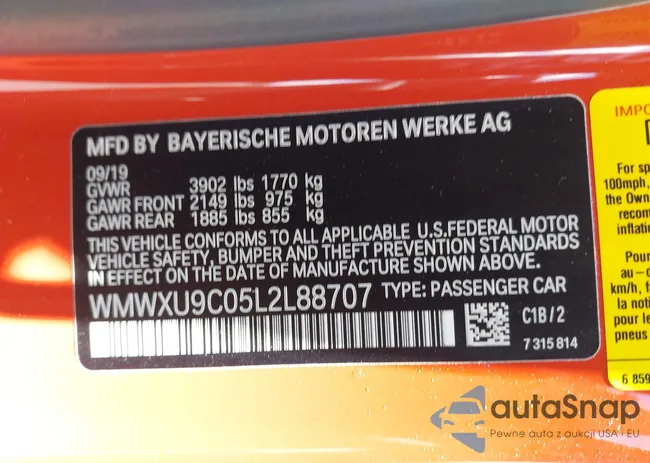 MFD BY BAYERISCHE MOTOREN WERKE AG
09/19
GVWR 3902 lbs 1770 kg
GAWR FRONT 2149 lbs 975 kg
GAWR REAR 1885 lbs 855 kg
THIS VEHICLE CONFORMS TO ALL APPLICABLE U.S.FEDERAL MOTOR
VEHICLE SAFETY, BUMPER AND THEFT PREVENTION STANDARDS
IN EFFECT ON THE DATE OF MANUFACTURE SHOWN ABOVE.
WMWXU9C05L2L88707 TYPE: PASSENGER CAR
C1B/2
7 315 814
IMPO
For sp
100mph,
the Own
recom
inflatio
Pour
au-d
km/h, f
la noti
pour le
pneus
6 859
autaSnap
Pewne auta z aukcji USA i EU